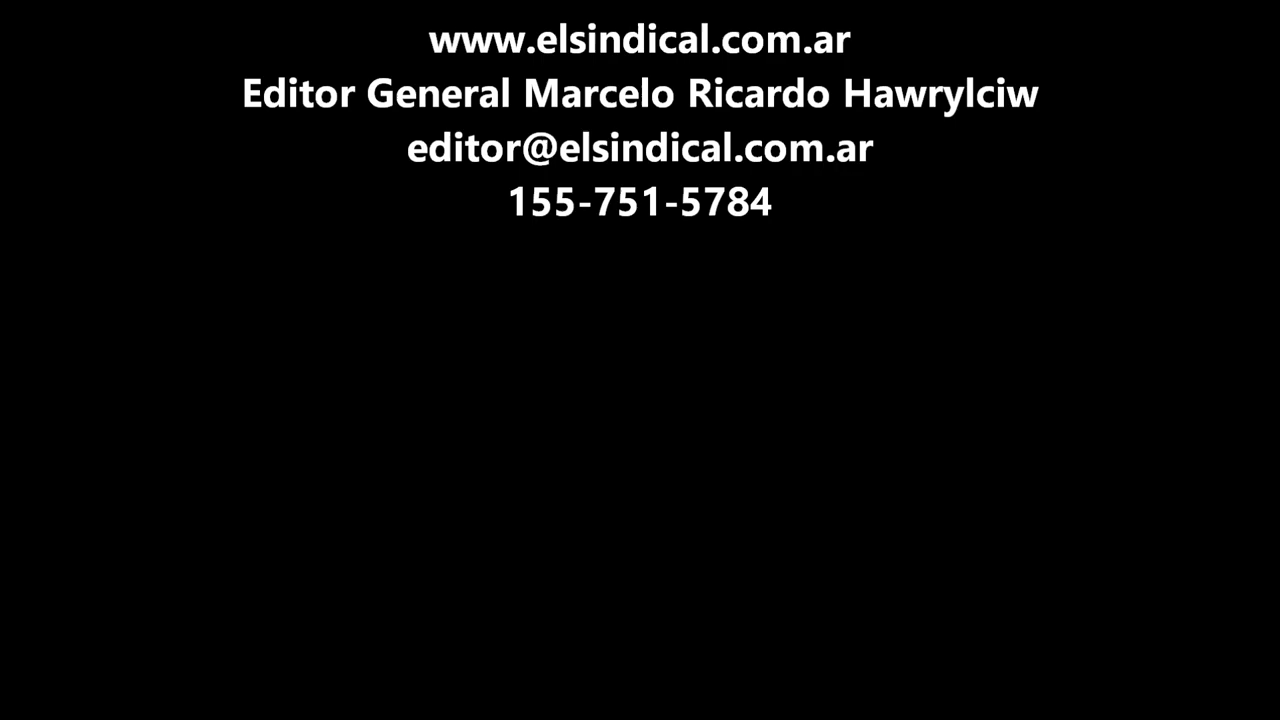 www.elsindical.com.ar
Editor General Marcelo Ricardo Hawrylciw
editor@elsindical.com.ar
155-751-5784